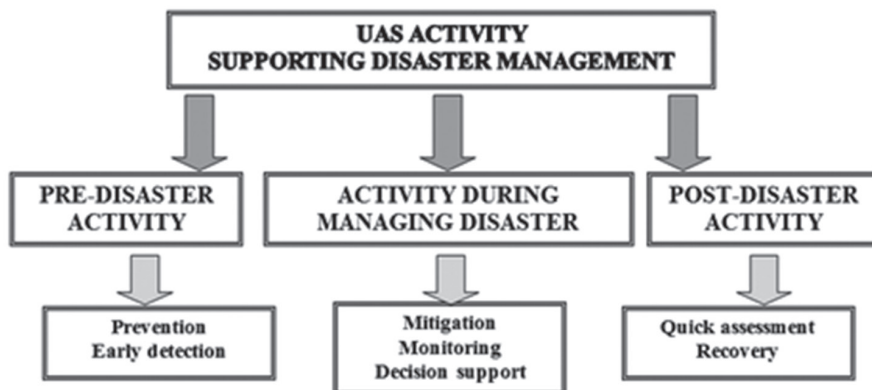 UAS ACTIVITY
SUPPORTING DISASTER MANAGEMENT
PRE-DISASTER
ACTIVITY
ACTIVITY DURING
MANAGING DISASTER
POST-DISASTER
ACTIVITY
Prevention
Early detection
Mitigation
Monitoring
Decision support
Quick assessment
Recovery